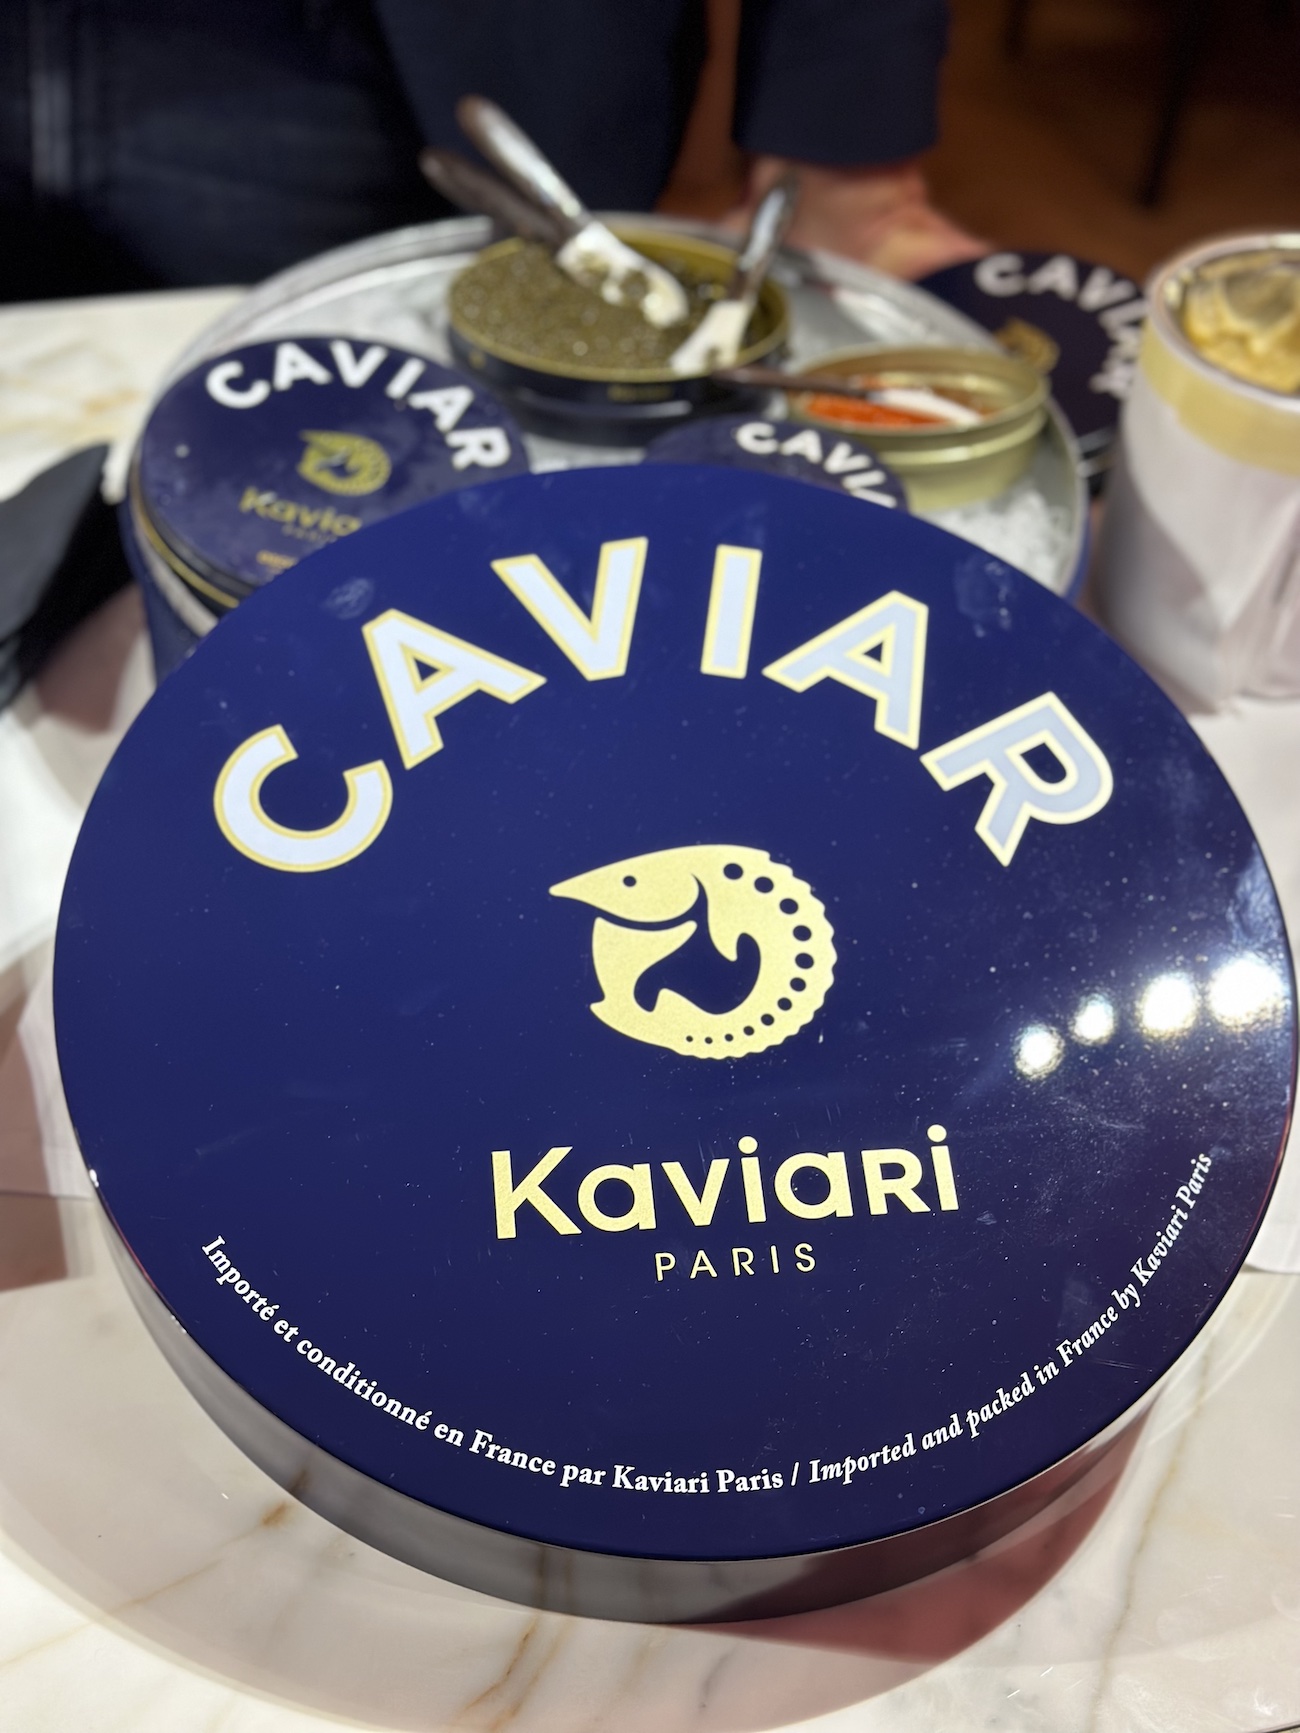 CAVIAR
CAVIAR
Kaviari
CAVIAR
CAVIAR
Kaviari
PARIS
Importé et conditionné en France par Kaviari Paris / Imported and packed in France by Kaviari Paris